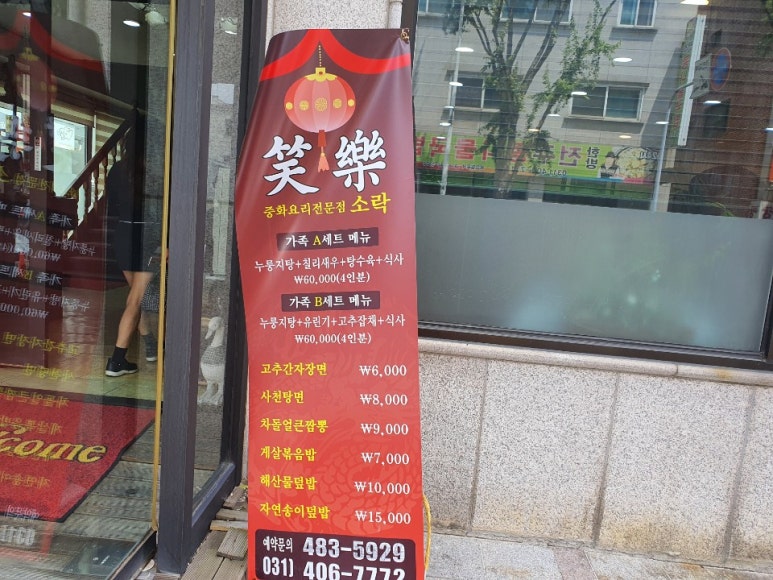 笑樂
중화요리전문점 소락
가족 A세트 메뉴
누룽지탕+칠리새우+탕수육+식사
₩60,000(4인분)
가족 B세트 메뉴
누룽지탕+유린기+고추잡채+식사
₩60,000(4인분)
고추간자장면 ₩6,000
사천탕면 ₩8,000
차돌얼큰짬뽕 ₩9,000
게살볶음밥 ₩7,000
해산물덮밥 ₩10,000
자연송이덮밥 ₩15,000
예약문의 483-5929
031) 406-7772